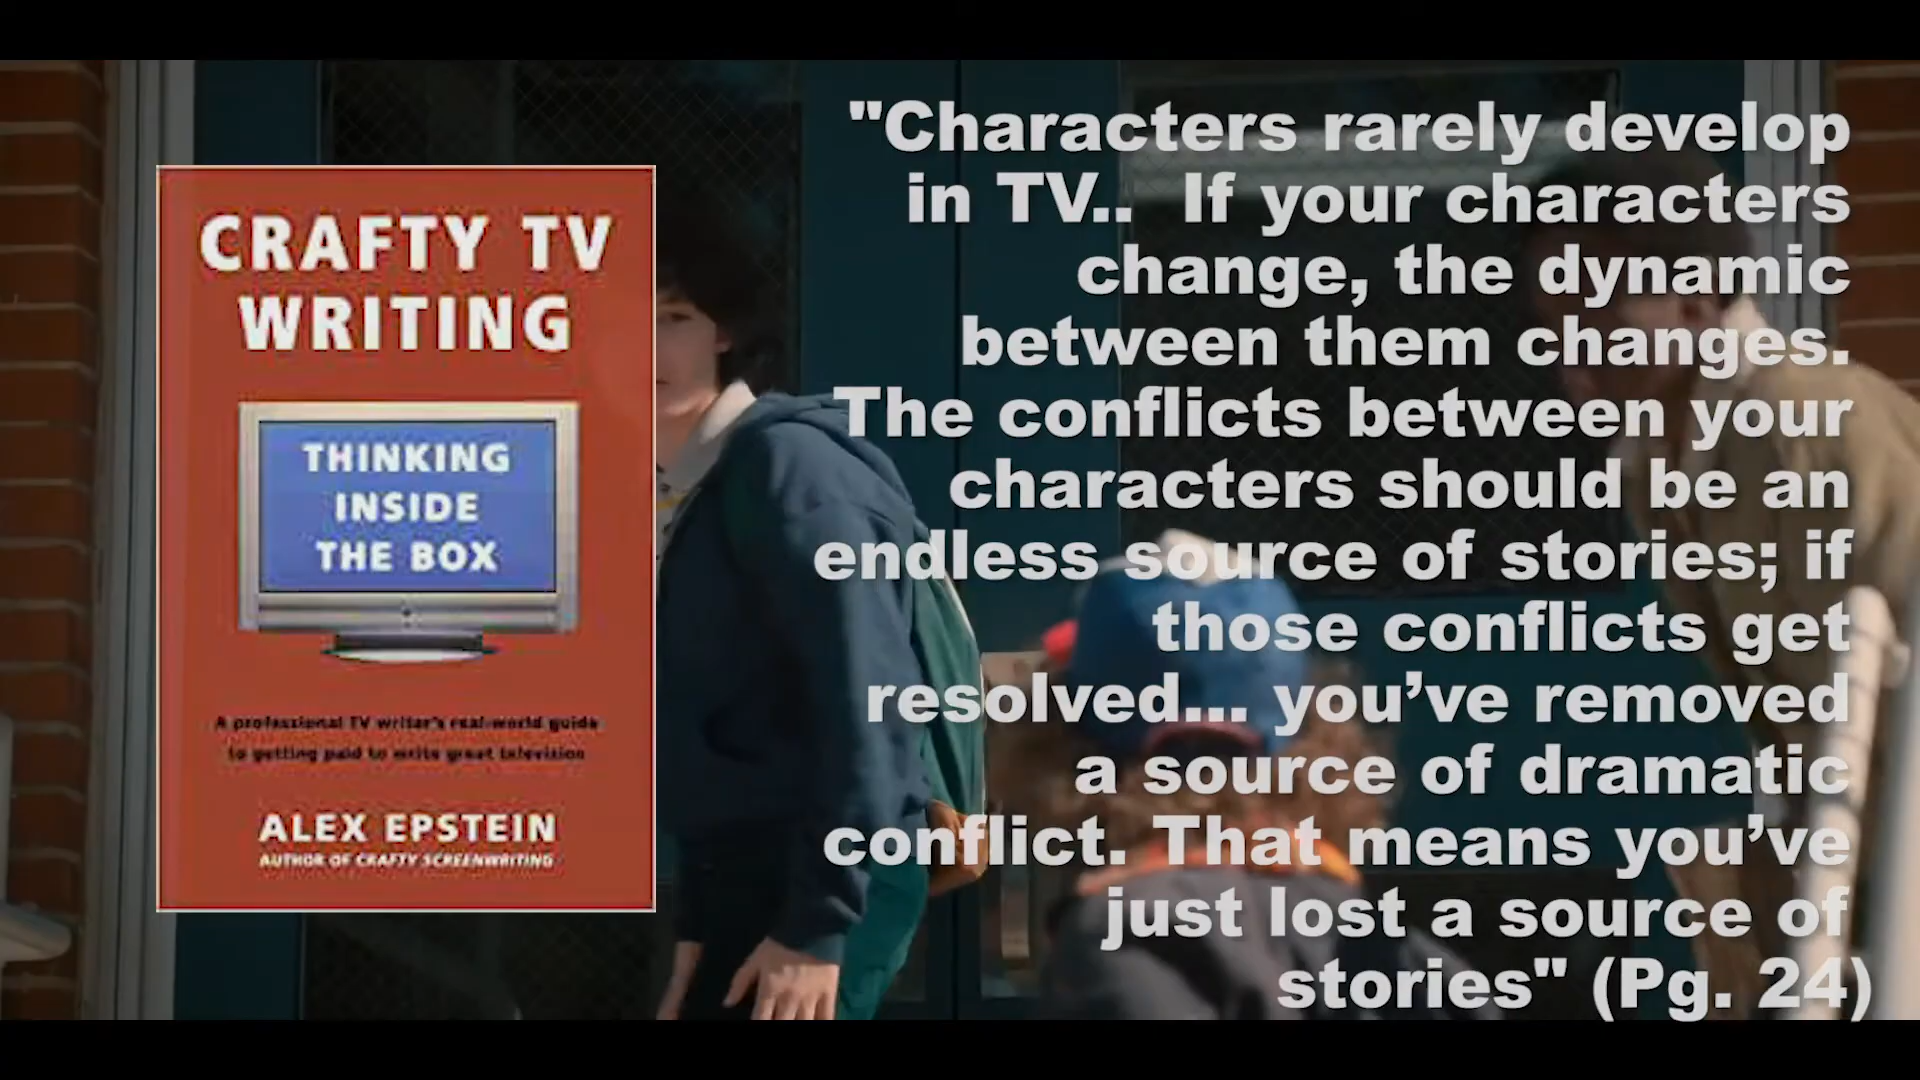 CRAFTY TV
WRITING
THINKING
INSIDE
THE BOX
A professional TV writer's real-world guide
to getting paid to write great television
ALEX EPSTEIN
AUTHOR OF CRAFTY SCREENWRITING
"Characters rarely develop
in TV.. If your characters
change, the dynamic
between them changes.
The conflicts between your
characters should be an
endless source of stories; if
those conflicts get
resolved... you’ve removed
a source of dramatic
conflict. That means you’ve
just lost a source of
stories" (Pg. 24)